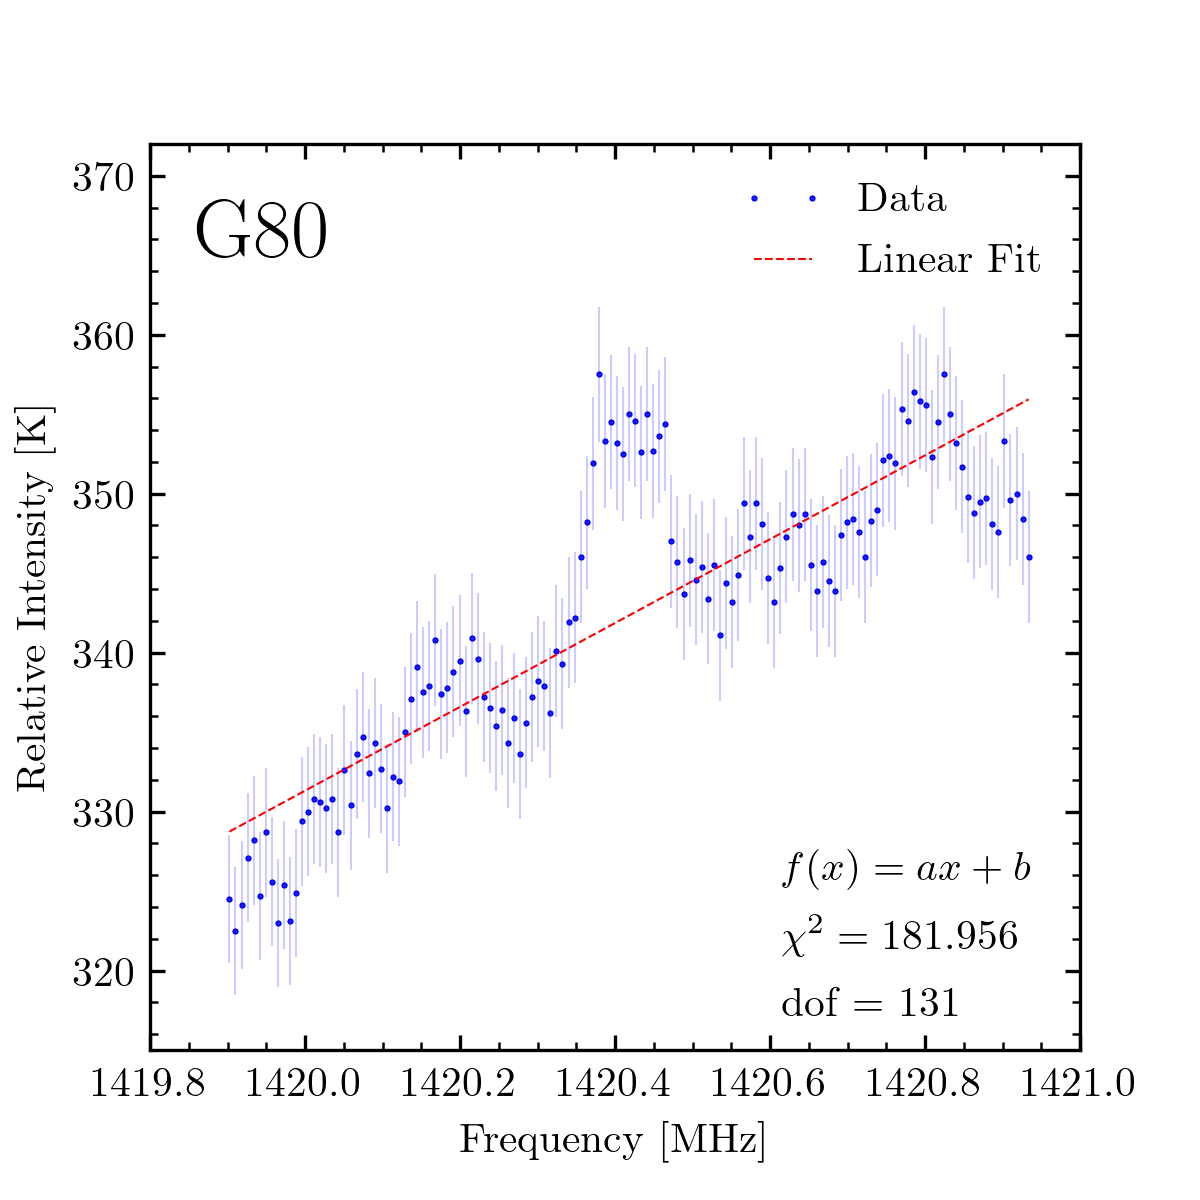 G80
Data
Linear Fit
370
360
350
340
330
320
Relative Intensity [K]
f(x) = ax + b
χ² = 181.956
dof = 131
1419.8 1420.0 1420.2 1420.4 1420.6 1420.8 1421.0
Frequency [MHz]